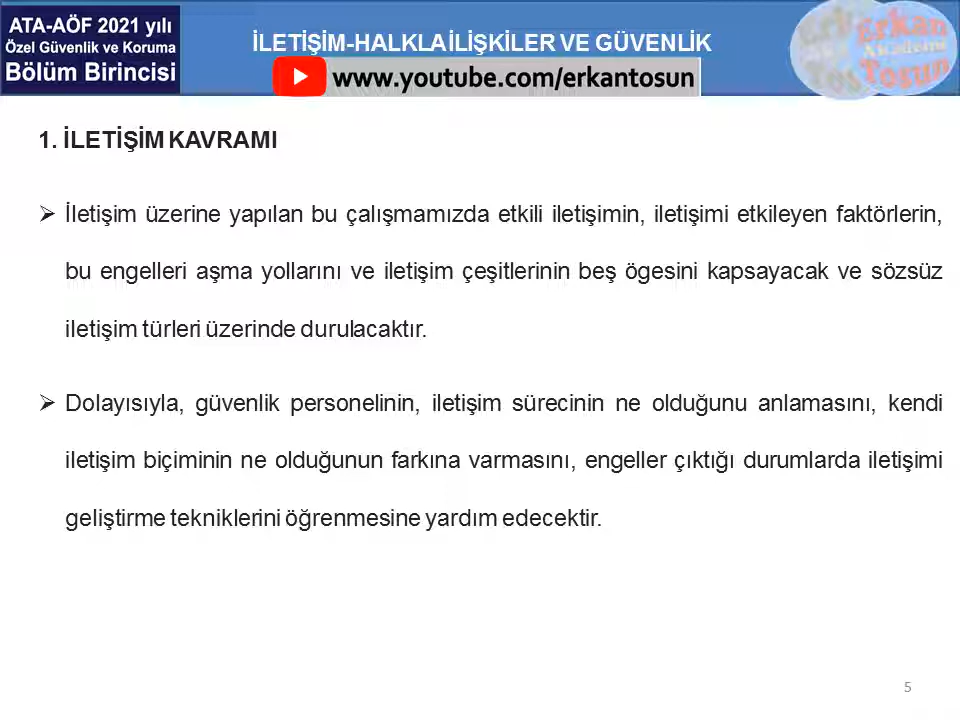 ATA-AÖF 2021 yılı
Özel Güvenlik ve Koruma
Bölüm Birincisi
İLETİŞİM-HALKLA İLİŞKİLER VE GÜVENLİK
www.youtube.com/erkantosun
Erkan
Akademi
Tosun
1. İLETİŞİM KAVRAMI
➢ İletişim üzerine yapılan bu çalışmamızda etkili iletişimin, iletişimi etkileyen faktörlerin,
bu engelleri aşma yollarını ve iletişim çeşitlerinin beş ögesini kapsayacak ve sözsüz
iletişim türleri üzerinde durulacaktır.
➢ Dolayısıyla, güvenlik personelinin, iletişim sürecinin ne olduğunu anlamasını, kendi
iletişim biçiminin ne olduğunun farkına varmasını, engeller çıktığı durumlarda iletişimi
geliştirme tekniklerini öğrenmesine yardım edecektir.
5